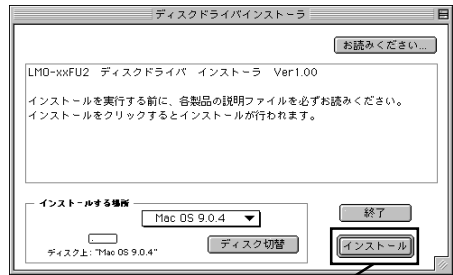 ディスクドライバインストーラ
お読みください...
LMO-xxFU2 ディスクドライバ インストーラ Ver1.00
インストールを実行する前に、各製品の説明ファイルを必ずお読みください。
インストールをクリックするとインストールが行われます。
インストールする場所
Mac OS 9.0.4
終了
ディスク上："Mac OS 9.0.4"
ディスク切替
インストール